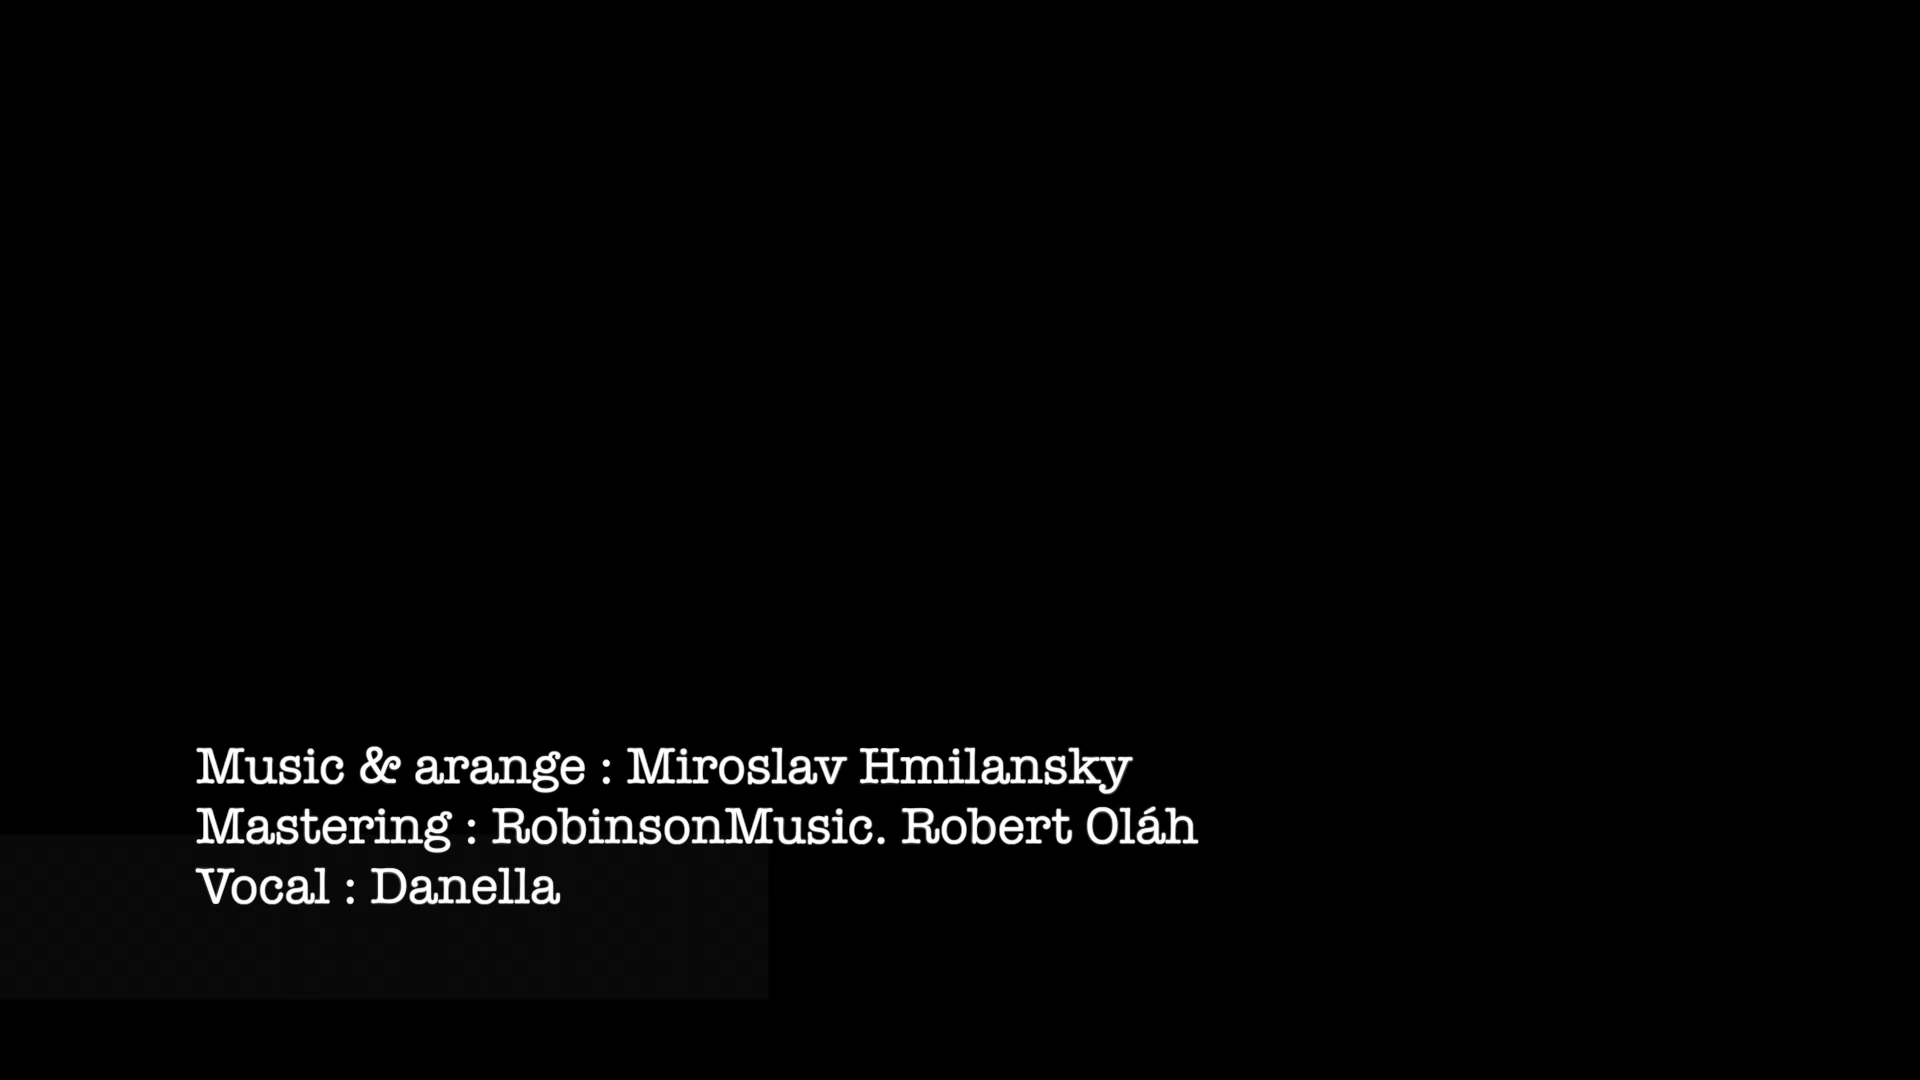 Music & arange : Miroslav Hmilansky
Mastering : RobinsonMusic. Robert Oláh
Vocal : Danella